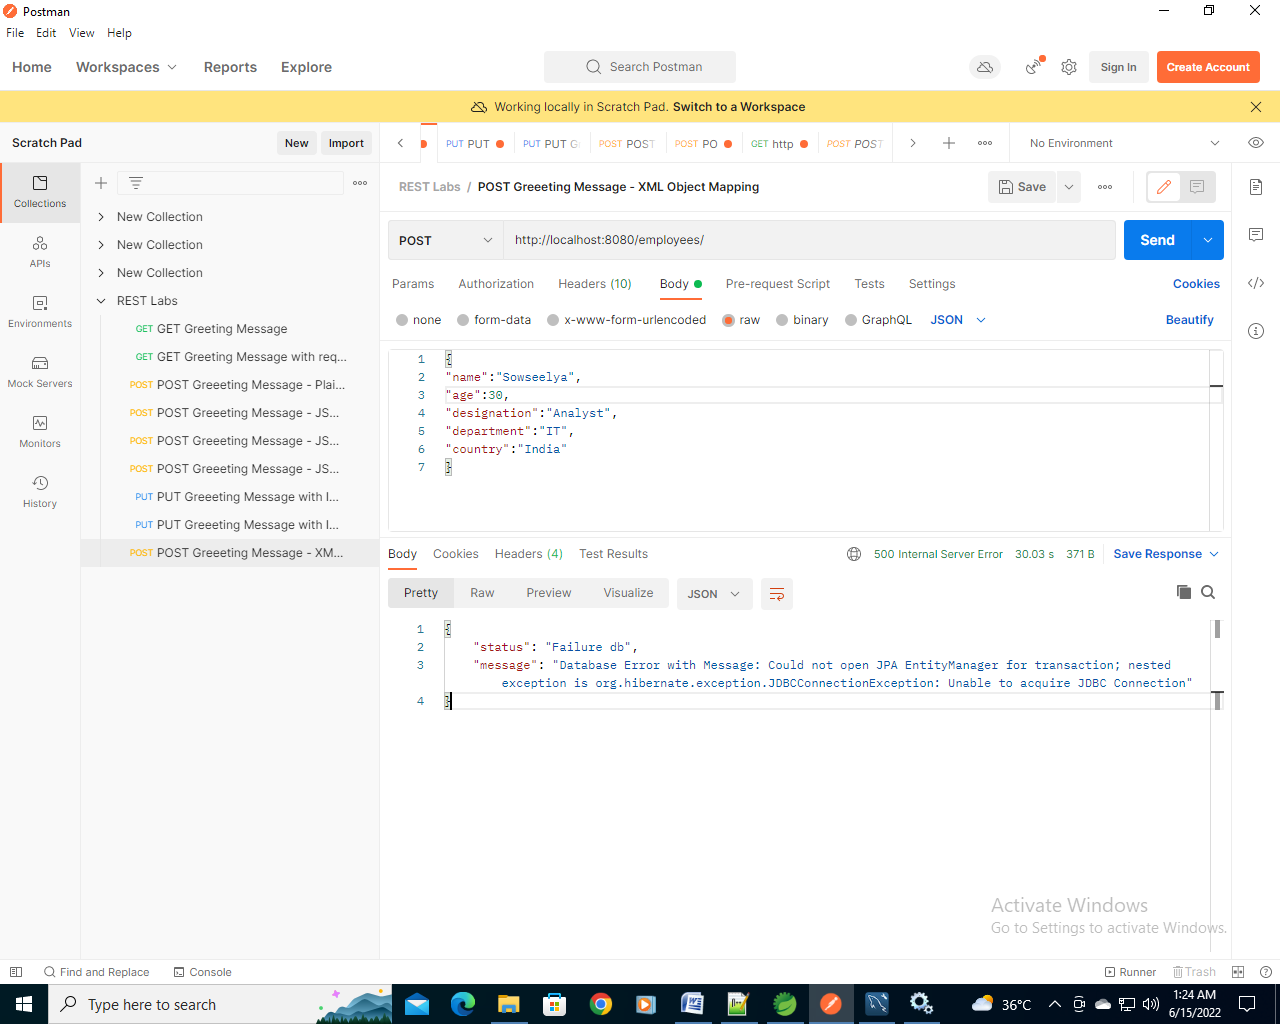 Postman
File Edit View Help
Home Workspaces Reports Explore
Search Postman
Sign In
Create Account
Working locally in Scratch Pad. Switch to a Workspace
Scratch Pad
New
Import
PUT PUT
PUT PUT G
POST POST
POST PO
GET http
POST POST
No Environment
Collections
APIs
Environments
Mock Servers
Monitors
History
New Collection
New Collection
New Collection
REST Labs
GET GET Greeting Message
GET GET Greeting Message with req...
POST POST Greeeting Message - Plai...
POST POST Greeeting Message - JS...
POST POST Greeeting Message - JS...
POST POST Greeeting Message - JS...
PUT PUT Greeeting Message with I...
PUT PUT Greeeting Message with I...
POST POST Greeeting Message - XM...
REST Labs / POST Greeeting Message - XML Object Mapping
Save
POST
http://localhost:8080/employees/
Send
Params Authorization Headers (10) Body Pre-request Script Tests Settings
Cookies
none form-data x-www-form-urlencoded raw binary GraphQL JSON
Beautify
1 {
2 "name":"Sowseelya",
3 "age":30,
4 "designation":"Analyst",
5 "department":"IT",
6 "country":"India"
7 }
Body Cookies Headers (4) Test Results
500 Internal Server Error 30.03 s 371 B
Save Response
Pretty Raw Preview Visualize
JSON
1 {
2 "status": "Failure db",
3 "message": "Database Error with Message: Could not open JPA EntityManager for transaction; nested
exception is org.hibernate.exception.JDBCConnectionException: Unable to acquire JDBC Connection"
4 }
Activate Windows
Go to Settings to activate Windows.
Find and Replace
Console
Runner
Trash
Type here to search
36°C
1:24 AM
6/15/2022